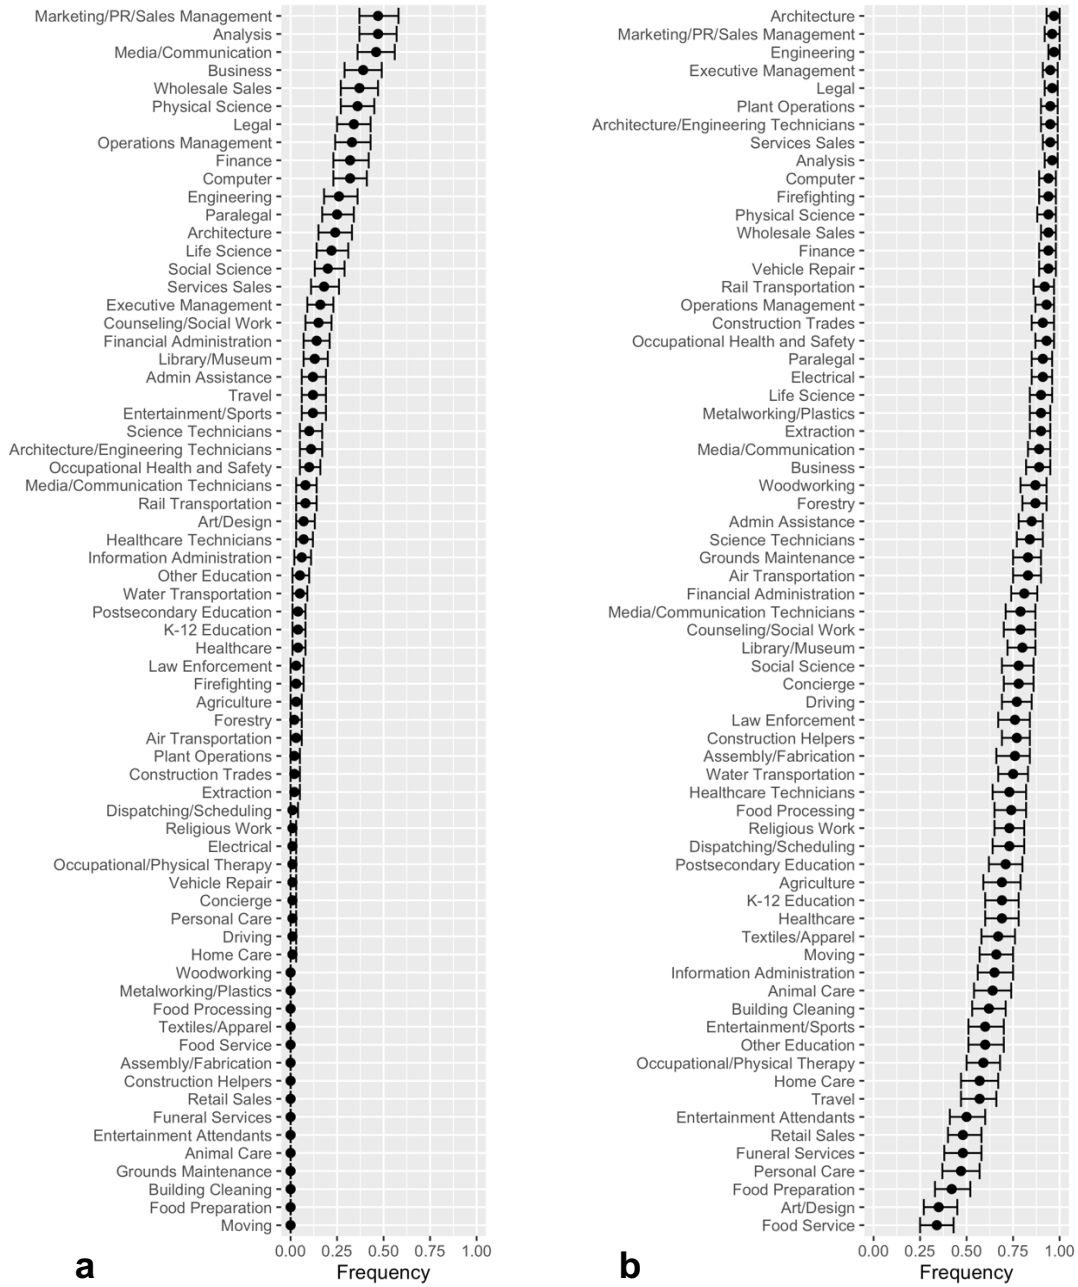 Marketing/PR/Sales Management
Analysis
Media/Communication
Business
Wholesale Sales
Physical Science
Legal
Operations Management
Finance
Computer
Engineering
Paralegal
Architecture
Life Science
Social Science
Services Sales
Executive Management
Counseling/Social Work
Financial Administration
Library/Museum
Admin Assistance
Travel
Entertainment/Sports
Science Technicians
Architecture/Engineering Technicians
Occupational Health and Safety
Media/Communication Technicians
Rail Transportation
Art/Design
Healthcare Technicians
Information Administration
Other Education
Water Transportation
Postsecondary Education
K-12 Education
Healthcare
Law Enforcement
Firefighting
Agriculture
Forestry
Air Transportation
Plant Operations
Construction Trades
Extraction
Dispatching/Scheduling
Religious Work
Electrical
Occupational/Physical Therapy
Vehicle Repair
Concierge
Personal Care
Driving
Home Care
Woodworking
Metalworking/Plastics
Food Processing
Textiles/Apparel
Food Service
Assembly/Fabrication
Construction Helpers
Retail Sales
Funeral Services
Entertainment Attendants
Animal Care
Grounds Maintenance
Building Cleaning
Food Preparation
Moving
0.00 0.25 0.50 0.75 1.00
Frequency
a
Architecture
Marketing/PR/Sales Management
Engineering
Executive Management
Legal
Plant Operations
Architecture/Engineering Technicians
Services Sales
Analysis
Computer
Firefighting
Physical Science
Wholesale Sales
Finance
Vehicle Repair
Rail Transportation
Operations Management
Construction Trades
Occupational Health and Safety
Paralegal
Electrical
Life Science
Metalworking/Plastics
Extraction
Media/Communication
Business
Woodworking
Forestry
Admin Assistance
Science Technicians
Grounds Maintenance
Air Transportation
Financial Administration
Media/Communication Technicians
Counseling/Social Work
Library/Museum
Social Science
Concierge
Driving
Law Enforcement
Construction Helpers
Assembly/Fabrication
Water Transportation
Healthcare Technicians
Food Processing
Religious Work
Dispatching/Scheduling
Postsecondary Education
Agriculture
K-12 Education
Healthcare
Textiles/Apparel
Moving
Information Administration
Animal Care
Building Cleaning
Entertainment/Sports
Other Education
Occupational/Physical Therapy
Home Care
Travel
Entertainment Attendants
Retail Sales
Funeral Services
Personal Care
Food Preparation
Art/Design
Food Service
0.00 0.25 0.50 0.75 1.00
Frequency
b